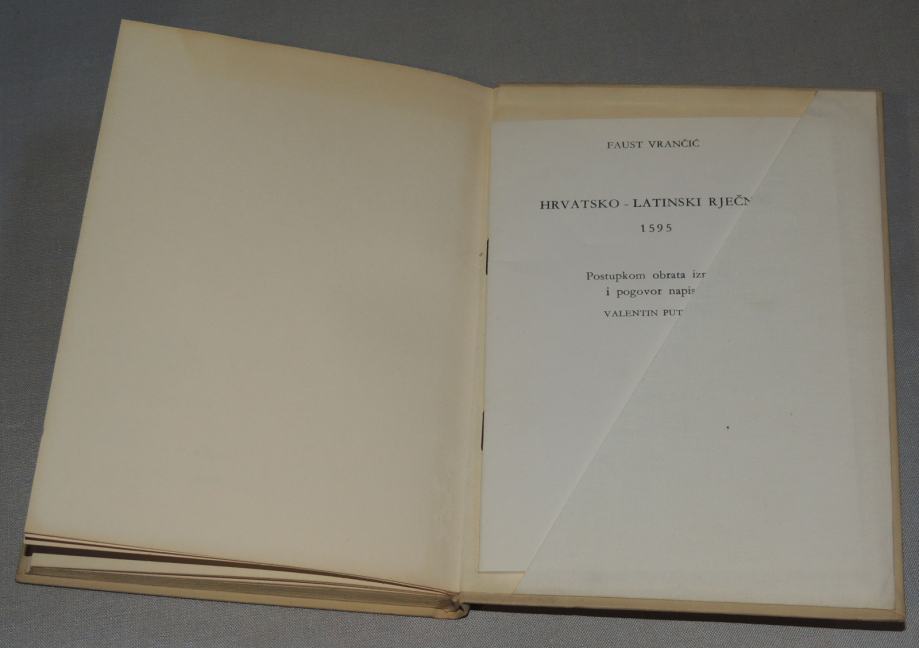 FAUST VRANČIĆ
HRVATSKO - LATINSKI RJEČN
1595
Postupkom obrata izr
i pogovor napis
VALENTIN PUT